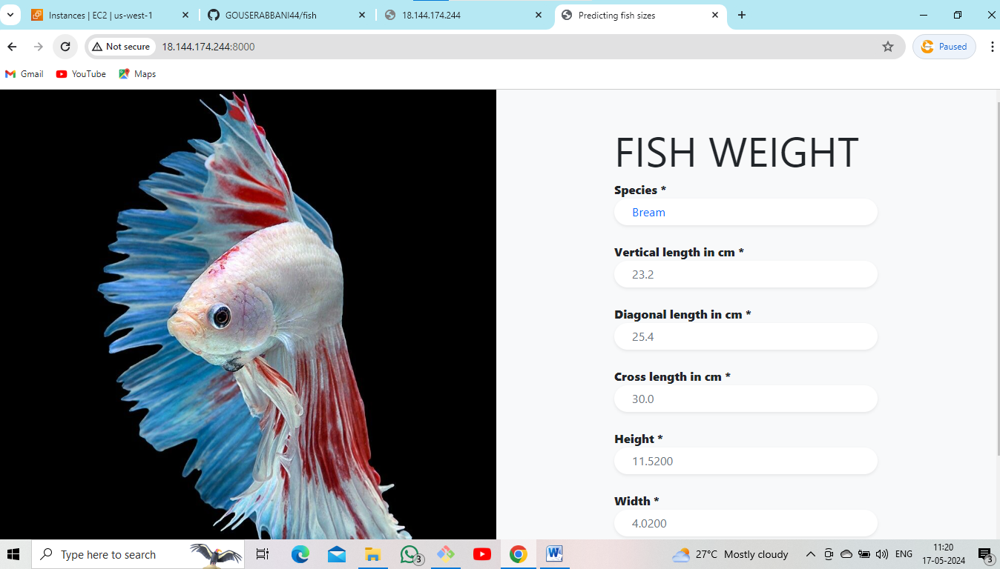 Instances | EC2 | us-west-1
GOUSERABBANI44/fish
18.144.174.244
Predicting fish sizes
Not secure
18.144.174.244:8000
Paused
Gmail
YouTube
Maps
FISH WEIGHT
Species *
Bream
Vertical length in cm *
23.2
Diagonal length in cm *
25.4
Cross length in cm *
30.0
Height *
11.5200
Width *
4.0200
Type here to search
3
W
27°C Mostly cloudy
ENG
11:20
17-05-2024
3